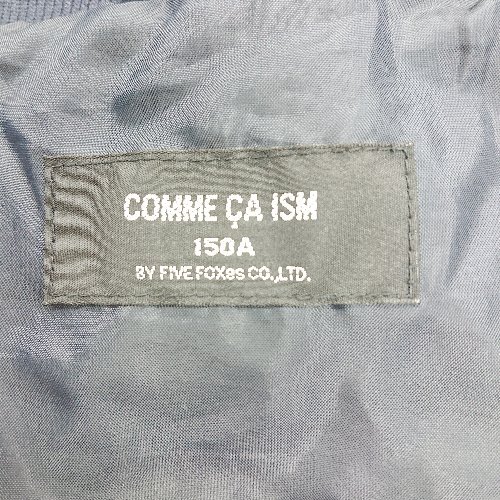 COMME ÇA ISM
150A
BY FIVE FOXes CO.,LTD.